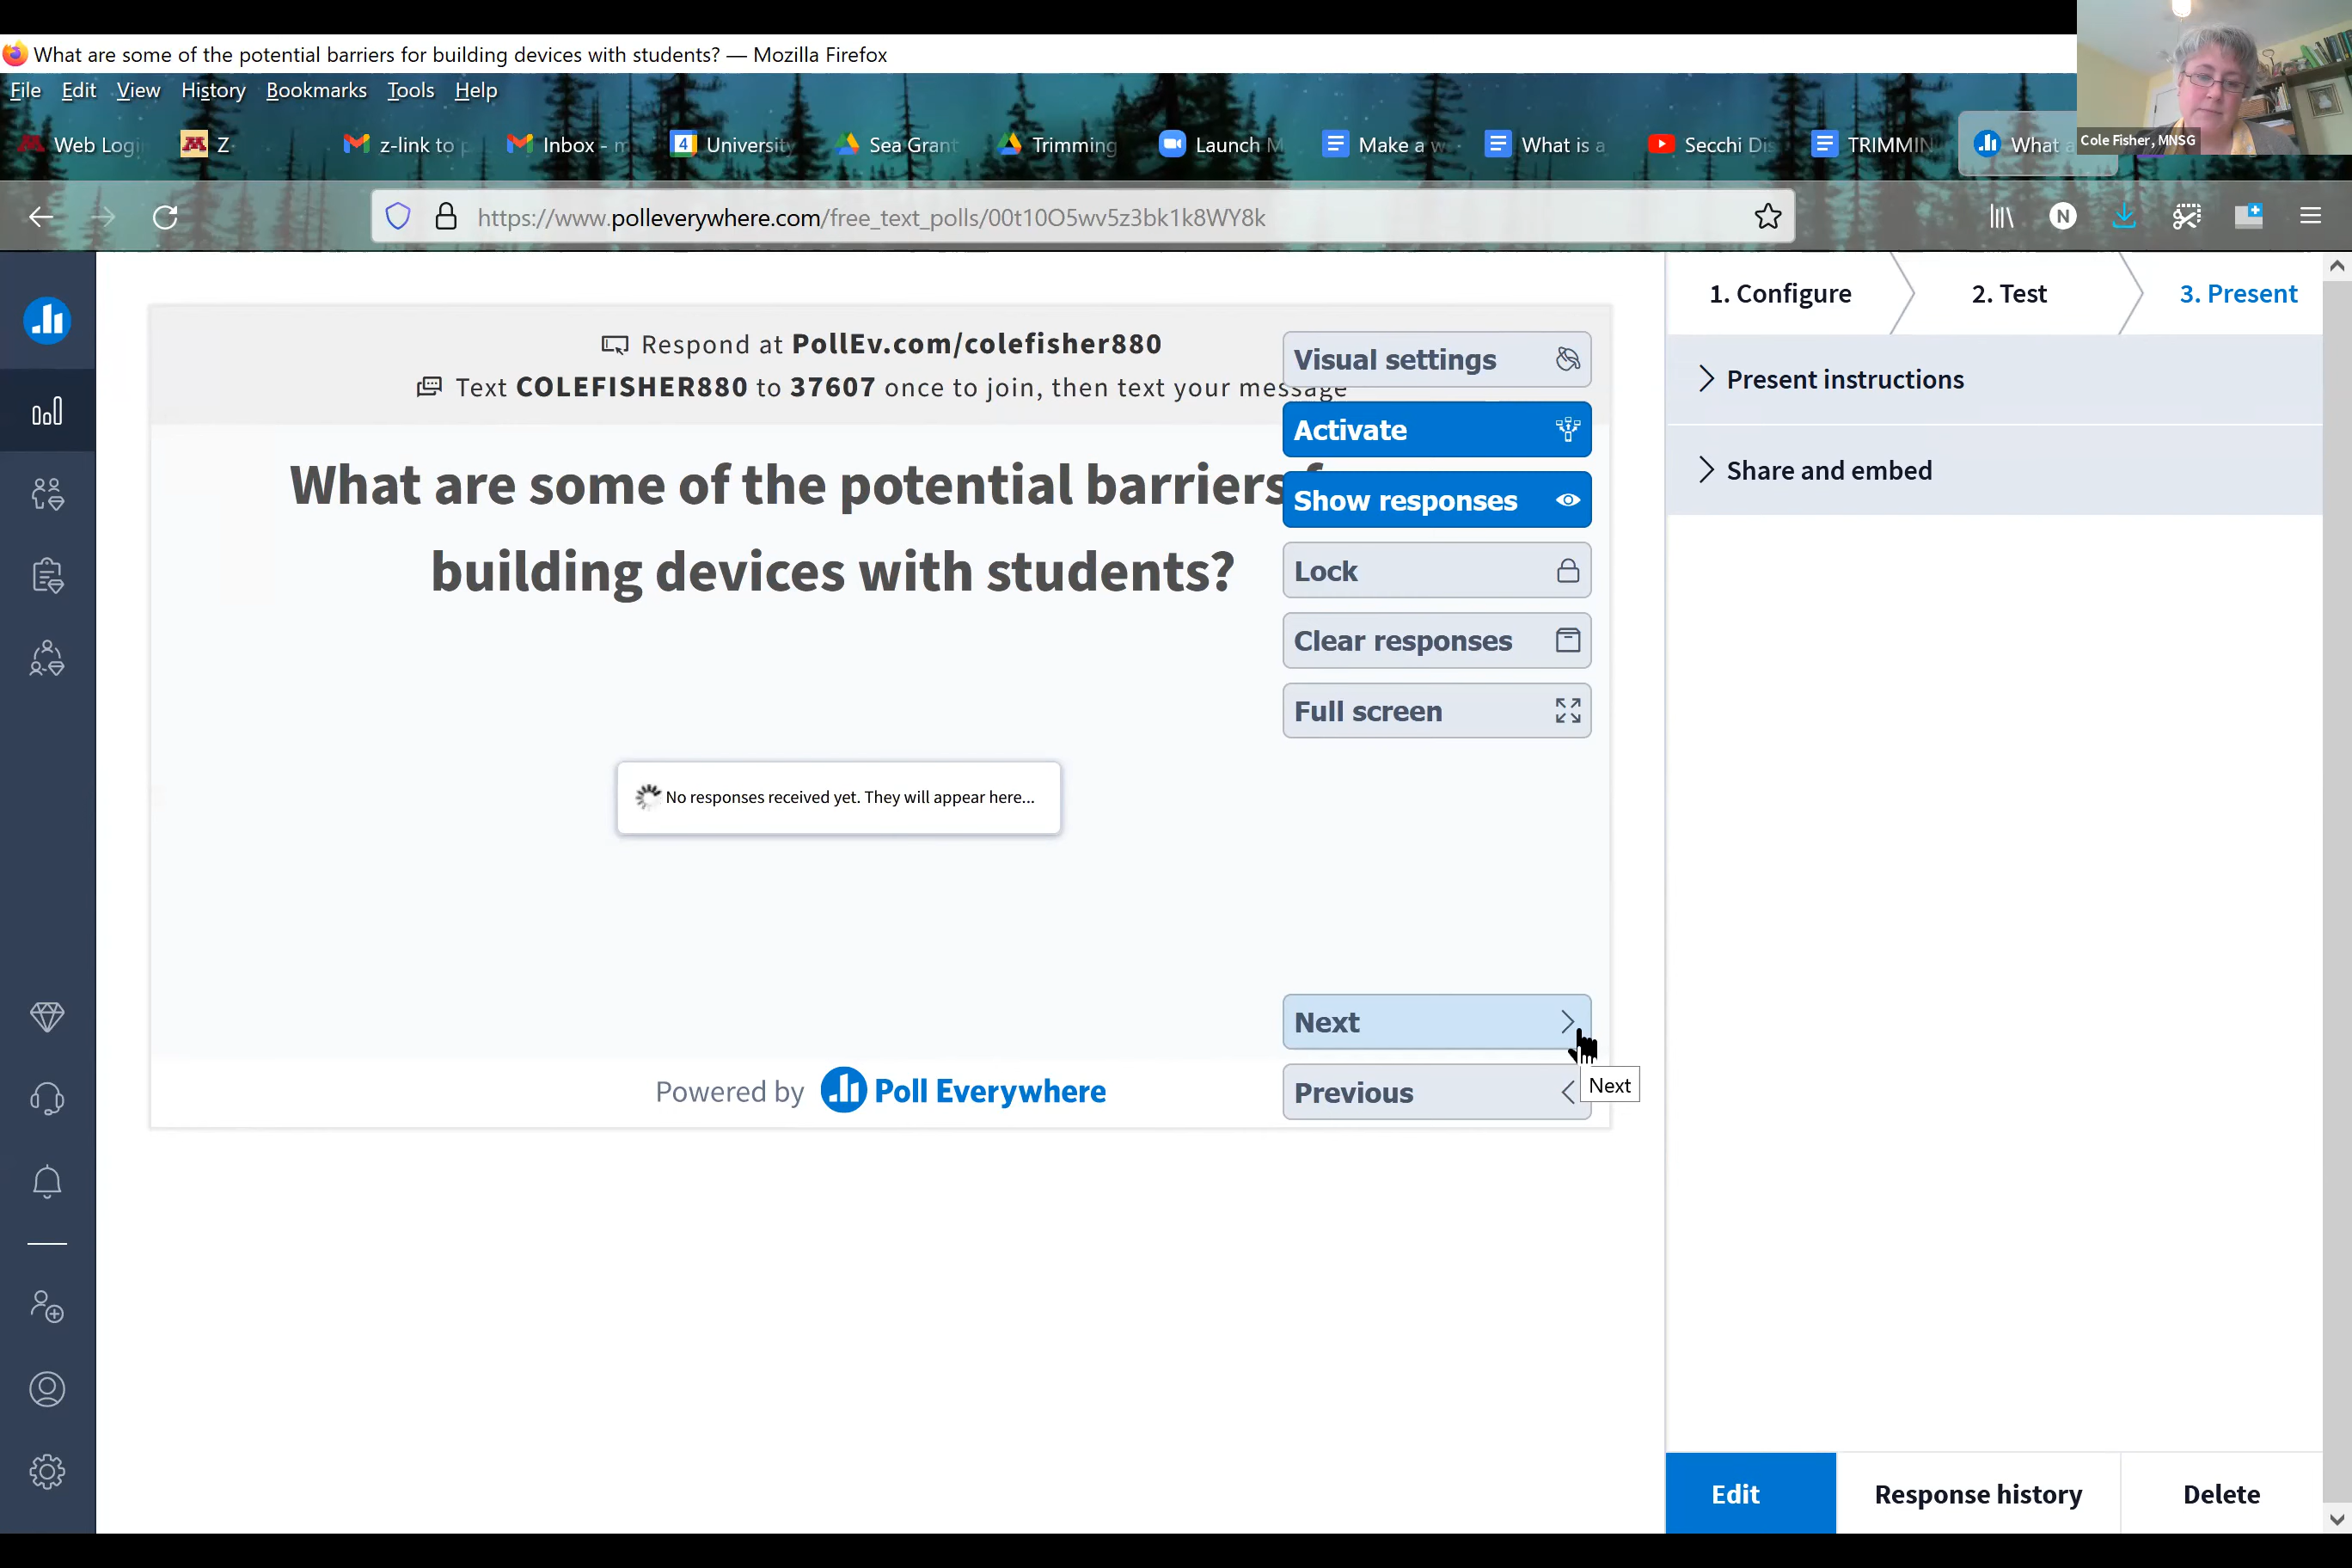 What are some of the potential barriers for building devices with students? — Mozilla Firefox
File Edit View History Bookmarks Tools Help
Web Logi Z z-link to p Inbox - m 4 University Sea Grant Trimming Launch M Make a w What is a Secchi Dis TRIMMIN What a
Cole Fisher, MNSG
https://www.polleverywhere.com/free_text_polls/00t10O5wv5z3bk1k8WY8k
N
1. Configure 2. Test 3. Present
Respond at PollEv.com/colefisher880
Text COLEFISHER880 to 37607 once to join, then text your message
What are some of the potential barriers
building devices with students?
Visual settings
Activate
Show responses
Lock
Clear responses
Full screen
No responses received yet. They will appear here...
Next
Previous
Next
Powered by Poll Everywhere
Present instructions
Share and embed
Edit Response history Delete